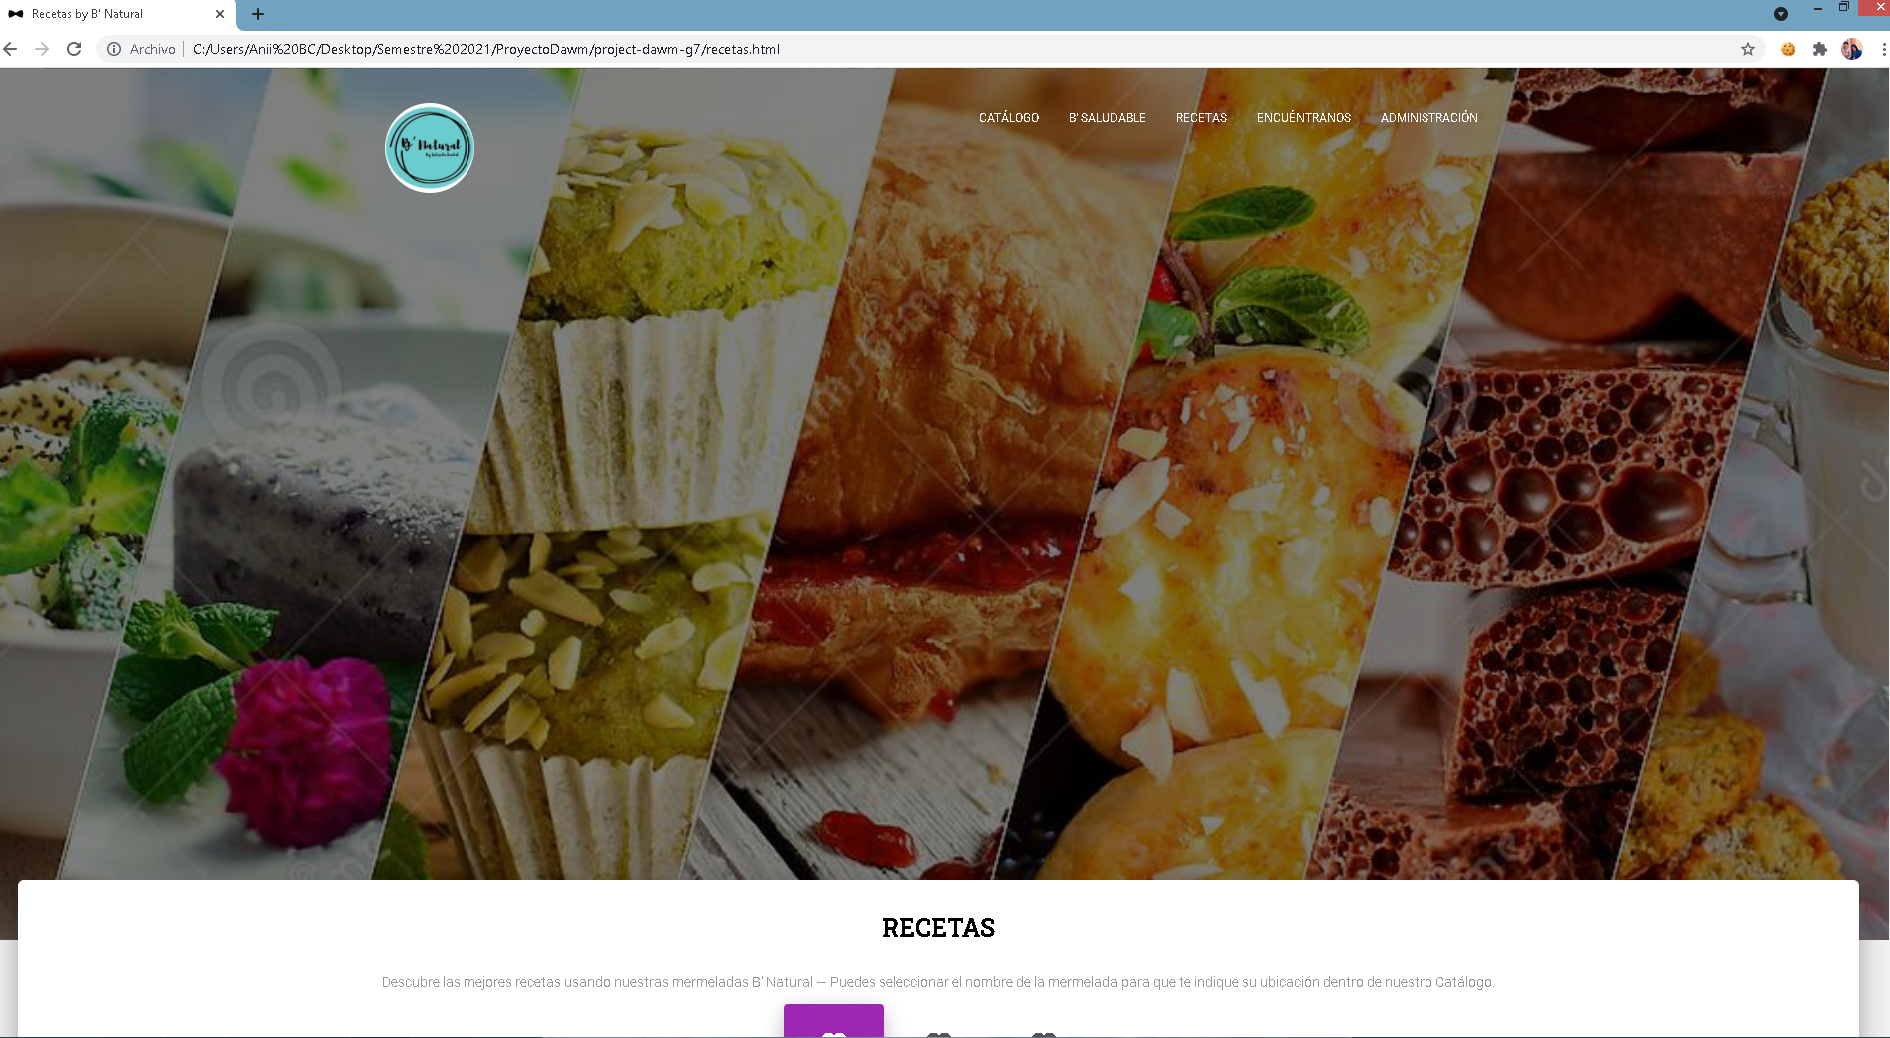 Recetas by B' Natural
Archivo
C:/Users/Anii%20BC/Desktop/Semestre%202021/ProyectoDawm/project-dawm-g7/recetas.html
B' Natural
CATÁLOGO
B' SALUDABLE
RECETAS
ENCUÉNTRANOS
ADMINISTRACIÓN
RECETAS
Descubre las mejores recetas usando nuestras mermeladas B' Natural — Puedes seleccionar el nombre de la mermelada para que te indique su ubicación dentro de nuestro Catálogo.